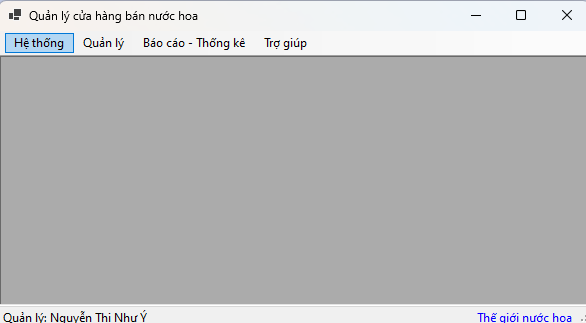 Quản lý cửa hàng bán nước hoa
Hệ thống Quản lý Báo cáo - Thống kê Trợ giúp
Quản lý: Nguyễn Thị Như Ý Thế giới nước hoa